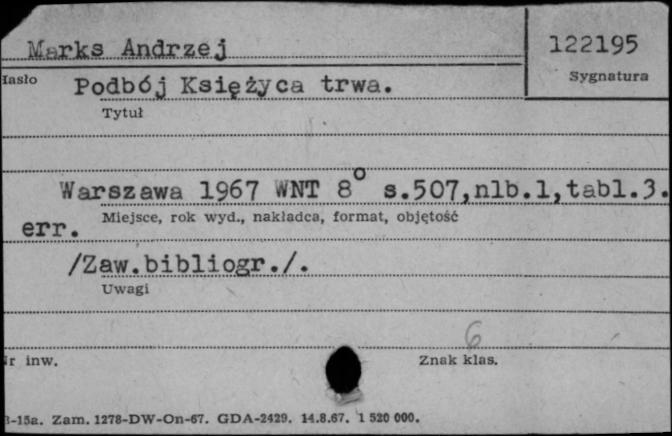 Marks Andrzej
122195
Hasło
Sygnatura
Podbój Księżyca trwa.
Tytuł
Warszawa 1967 WNT 8° s.507,nlb.1,tabl.3.
Miejsce, rok wyd., nakładca, format, objętość
err.
/Zaw.bibliogr./.
Uwagi
6
Nr inw.
Znak klas.
-15a. Zam. 1278-DW-On-67. GDA-2429. 14.8.67. 1 520 000.